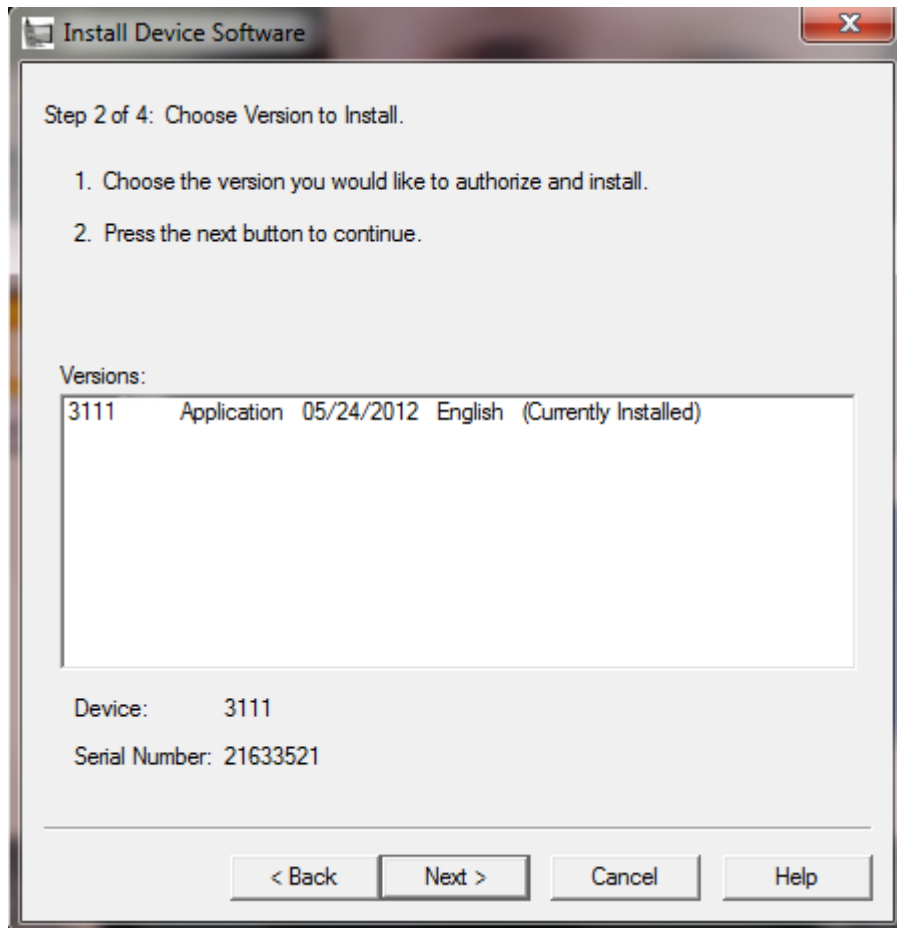 Install Device Software
Step 2 of 4: Choose Version to Install.
1. Choose the version you would like to authorize and install.
2. Press the next button to continue.
Versions:
3111 Application 05/24/2012 English (Currently Installed)
Device: 3111
Serial Number: 21633521
< Back Next > Cancel Help